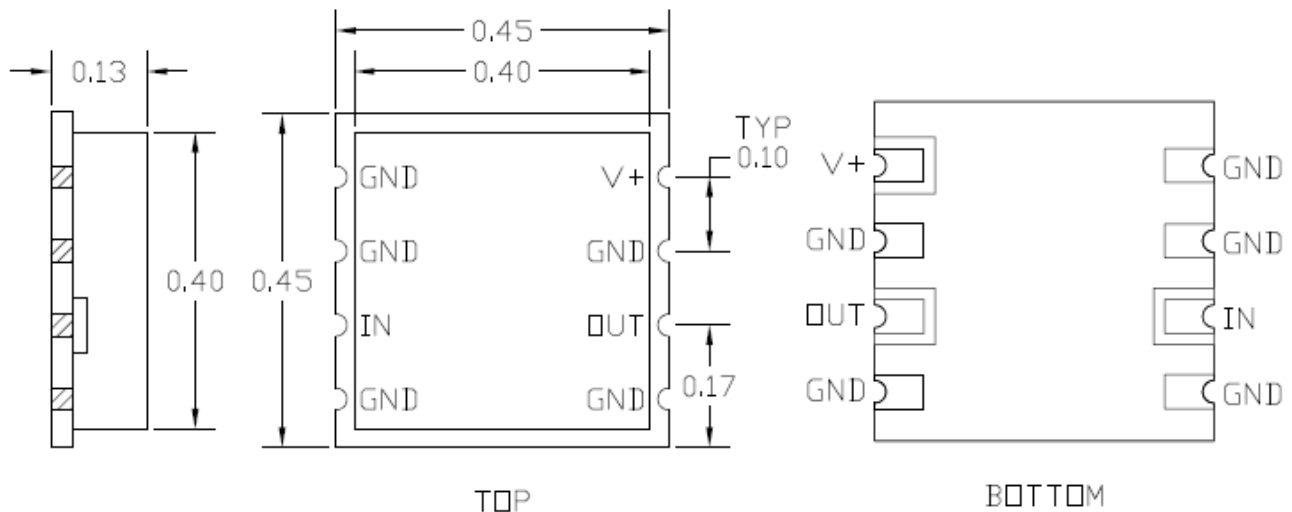 0.45
0.13
0.40
TYP
0.10
GND V+
GND GND
0.40
0.45
IN OUT
GND GND
0.17
V+ GND
GND GND
OUT IN
GND GND
TOP
BOTTOM